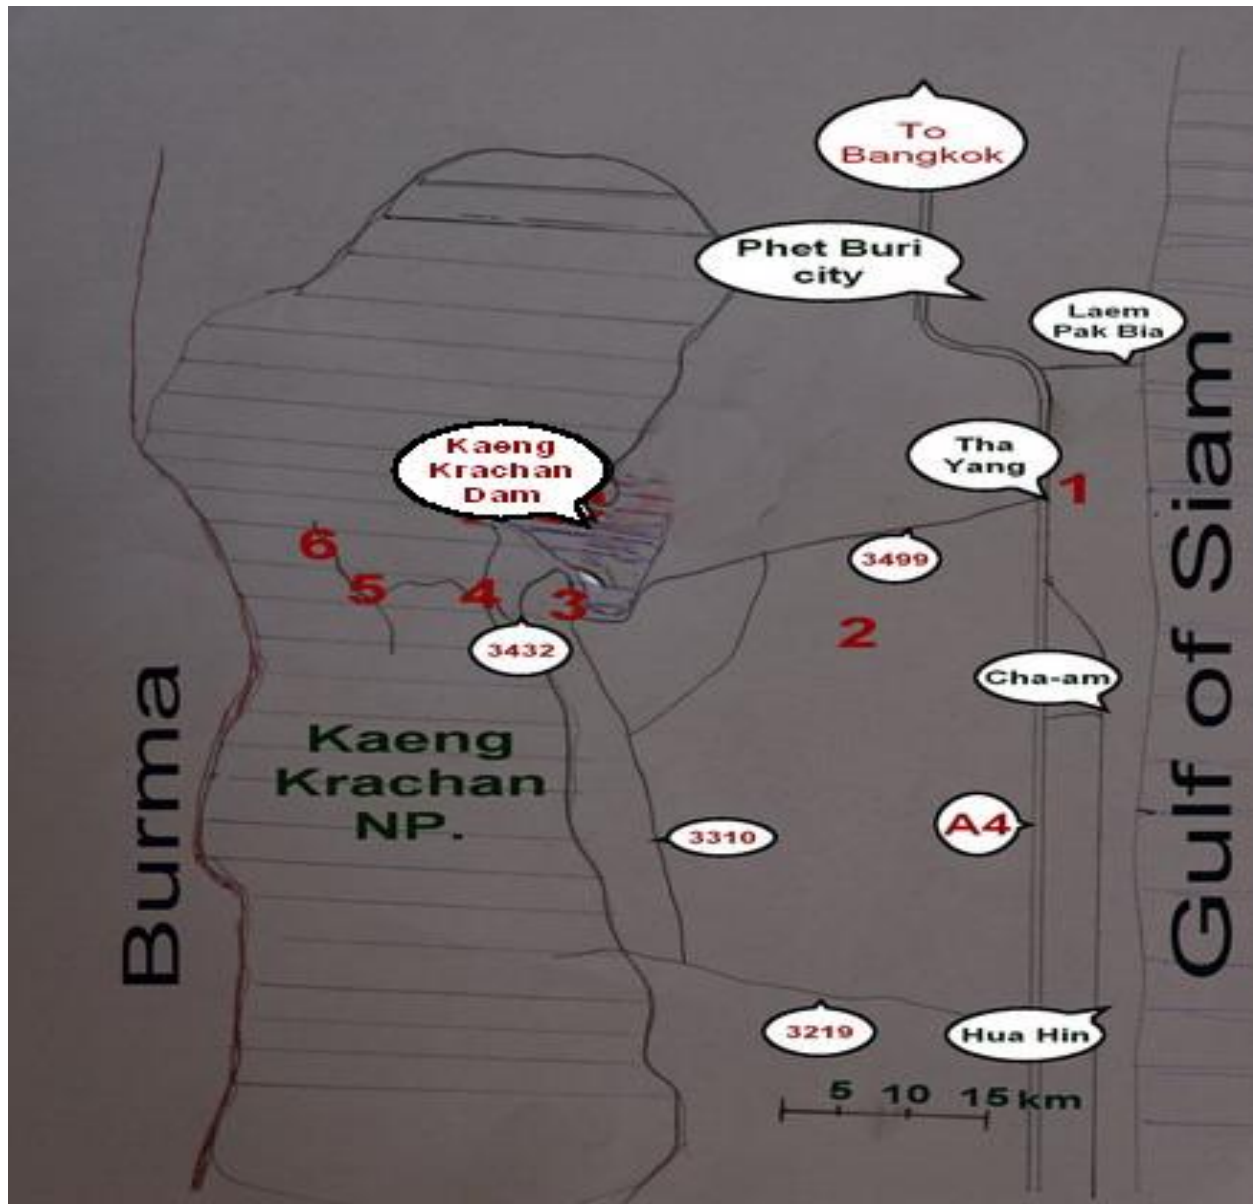 To
Bangkok
Phet Buri
city
Laem
Pak Bia
Kaeng
Krachan
Dam
Tha
Yang
1
3499
6
5
4
3
2
3432
Cha-am
Burma
Kaeng
Krachan
NP.
Gulf of Siam
A4
3310
3219
Hua Hin
5 10 15 km